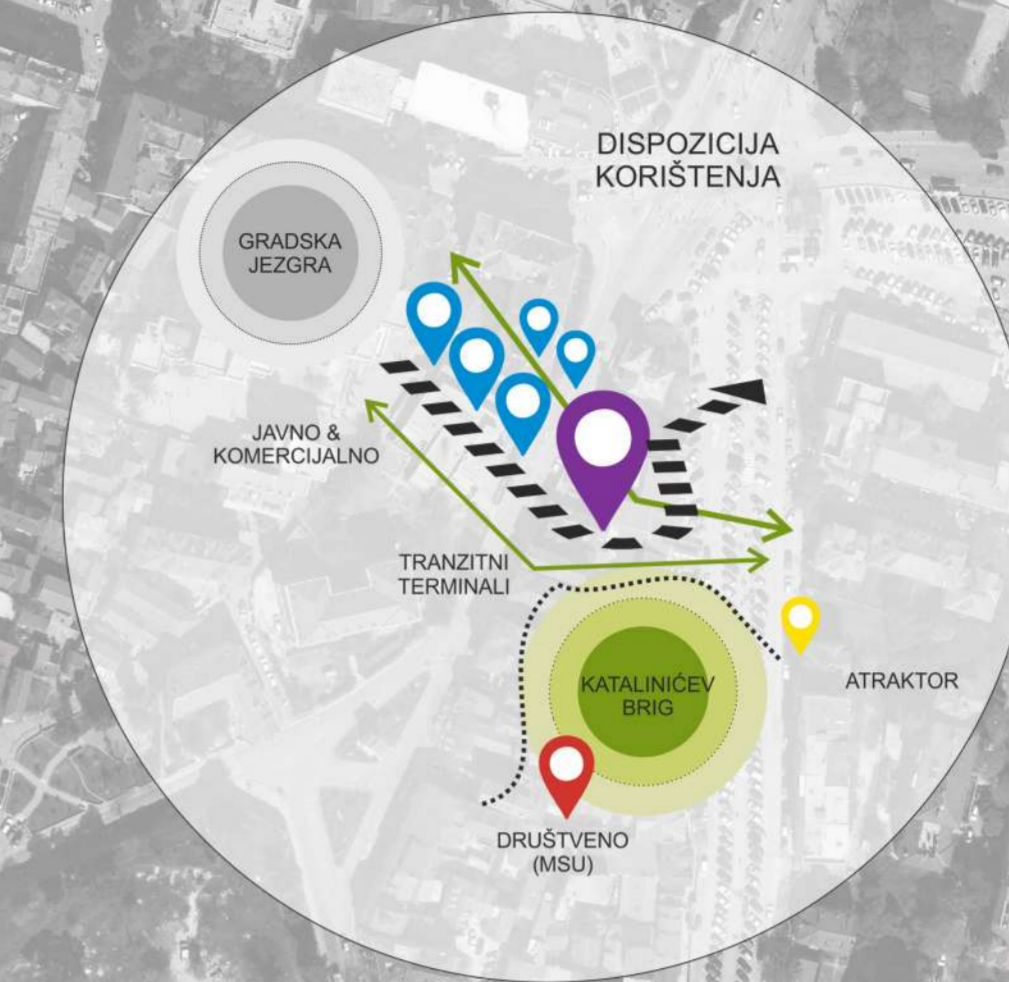 DISPOZICIJA
KORIŠTENJA
GRADSKA
JEZGRA
JAVNO &
KOMERCIJALNO
TRANZITNI
TERMINALI
KATALINIĆEV
BRIG
ATRAKTOR
DRUŠTVENO
(MSU)